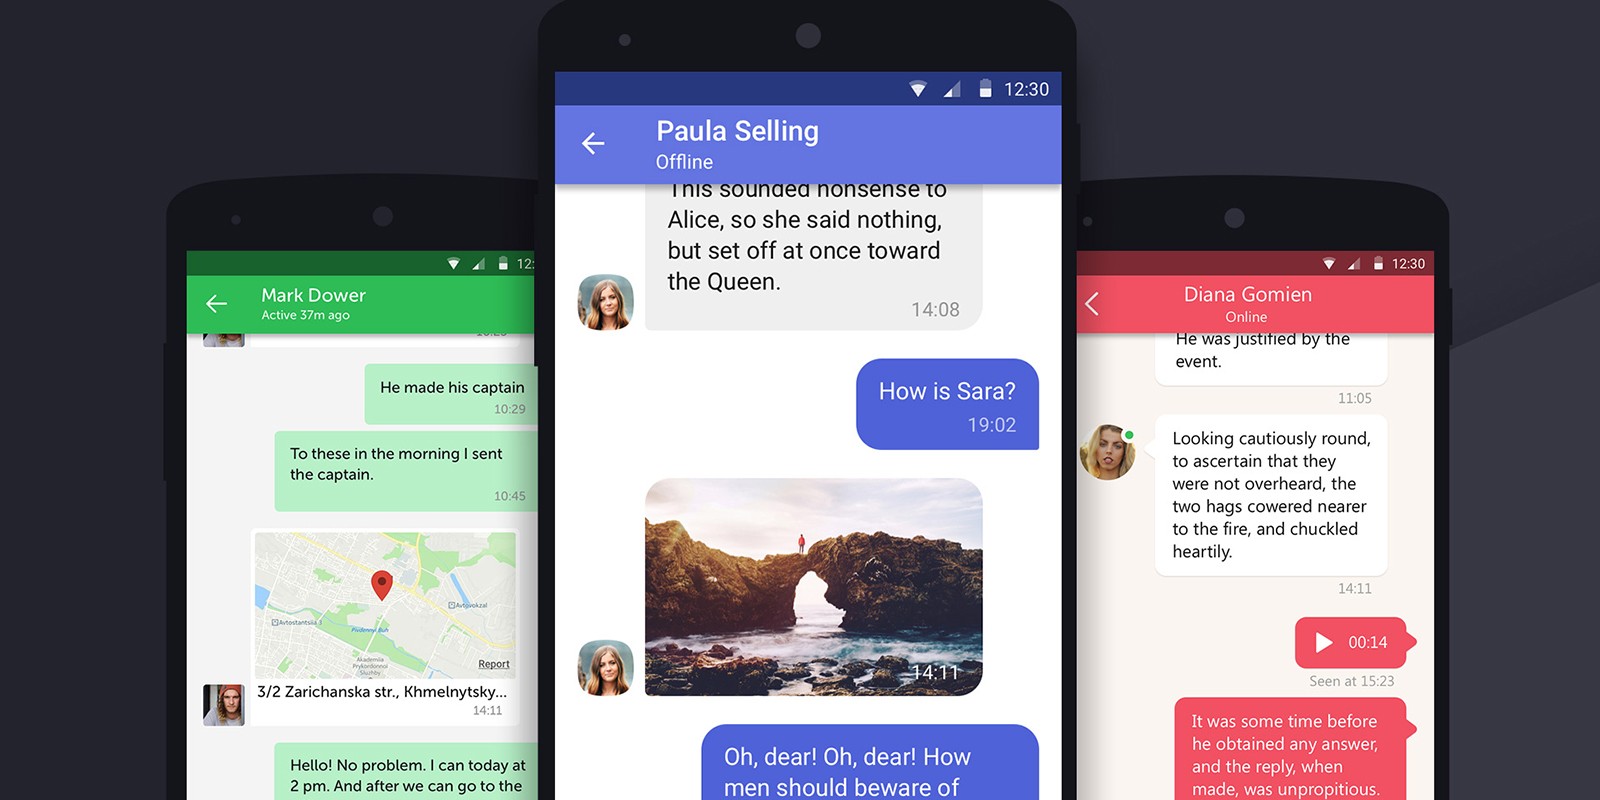 12:
Mark Dower
Active 37m ago
He made his captain
10:29
To these in the morning I sent
the captain.
10:45
Avtovokzal
Avtostantsiia 3
Pivdennyi Buh
Akademiia
Prykordonnoi
Sluzhby
Report
3/2 Zarichanska str., Khmelnytsky...
14:11
Hello! No problem. I can today at
2 pm. And after we can go to the
12:30
Paula Selling
Offline
This sounded nonsense to
Alice, so she said nothing,
but set off at once toward
the Queen.
14:08
How is Sara?
19:02
14:11
Oh, dear! Oh, dear! How
men should beware of
12:30
Diana Gomien
Online
He was justified by the
event.
11:05
Looking cautiously round,
to ascertain that they
were not overheard, the
two hags cowered nearer
to the fire, and chuckled
heartily.
14:11
00:14
Seen at 15:23
It was some time before
he obtained any answer,
and the reply, when
made, was unpropitious.